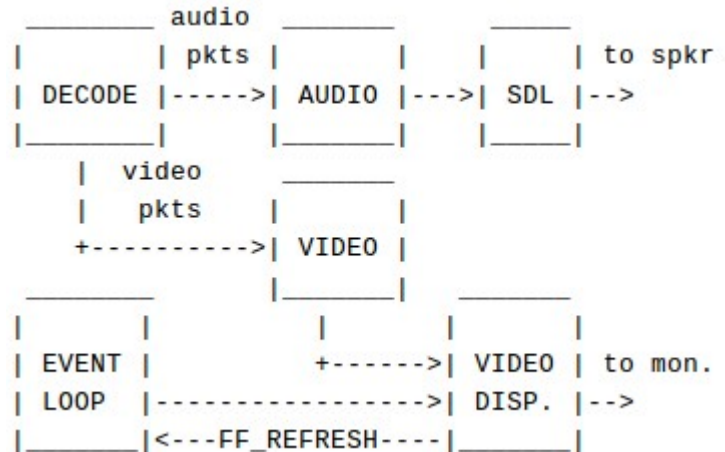 audio
pkts to spkr
DECODE AUDIO SDL
video
pkts
VIDEO
EVENT VIDEO to mon.
LOOP DISP.
FF_REFRESH